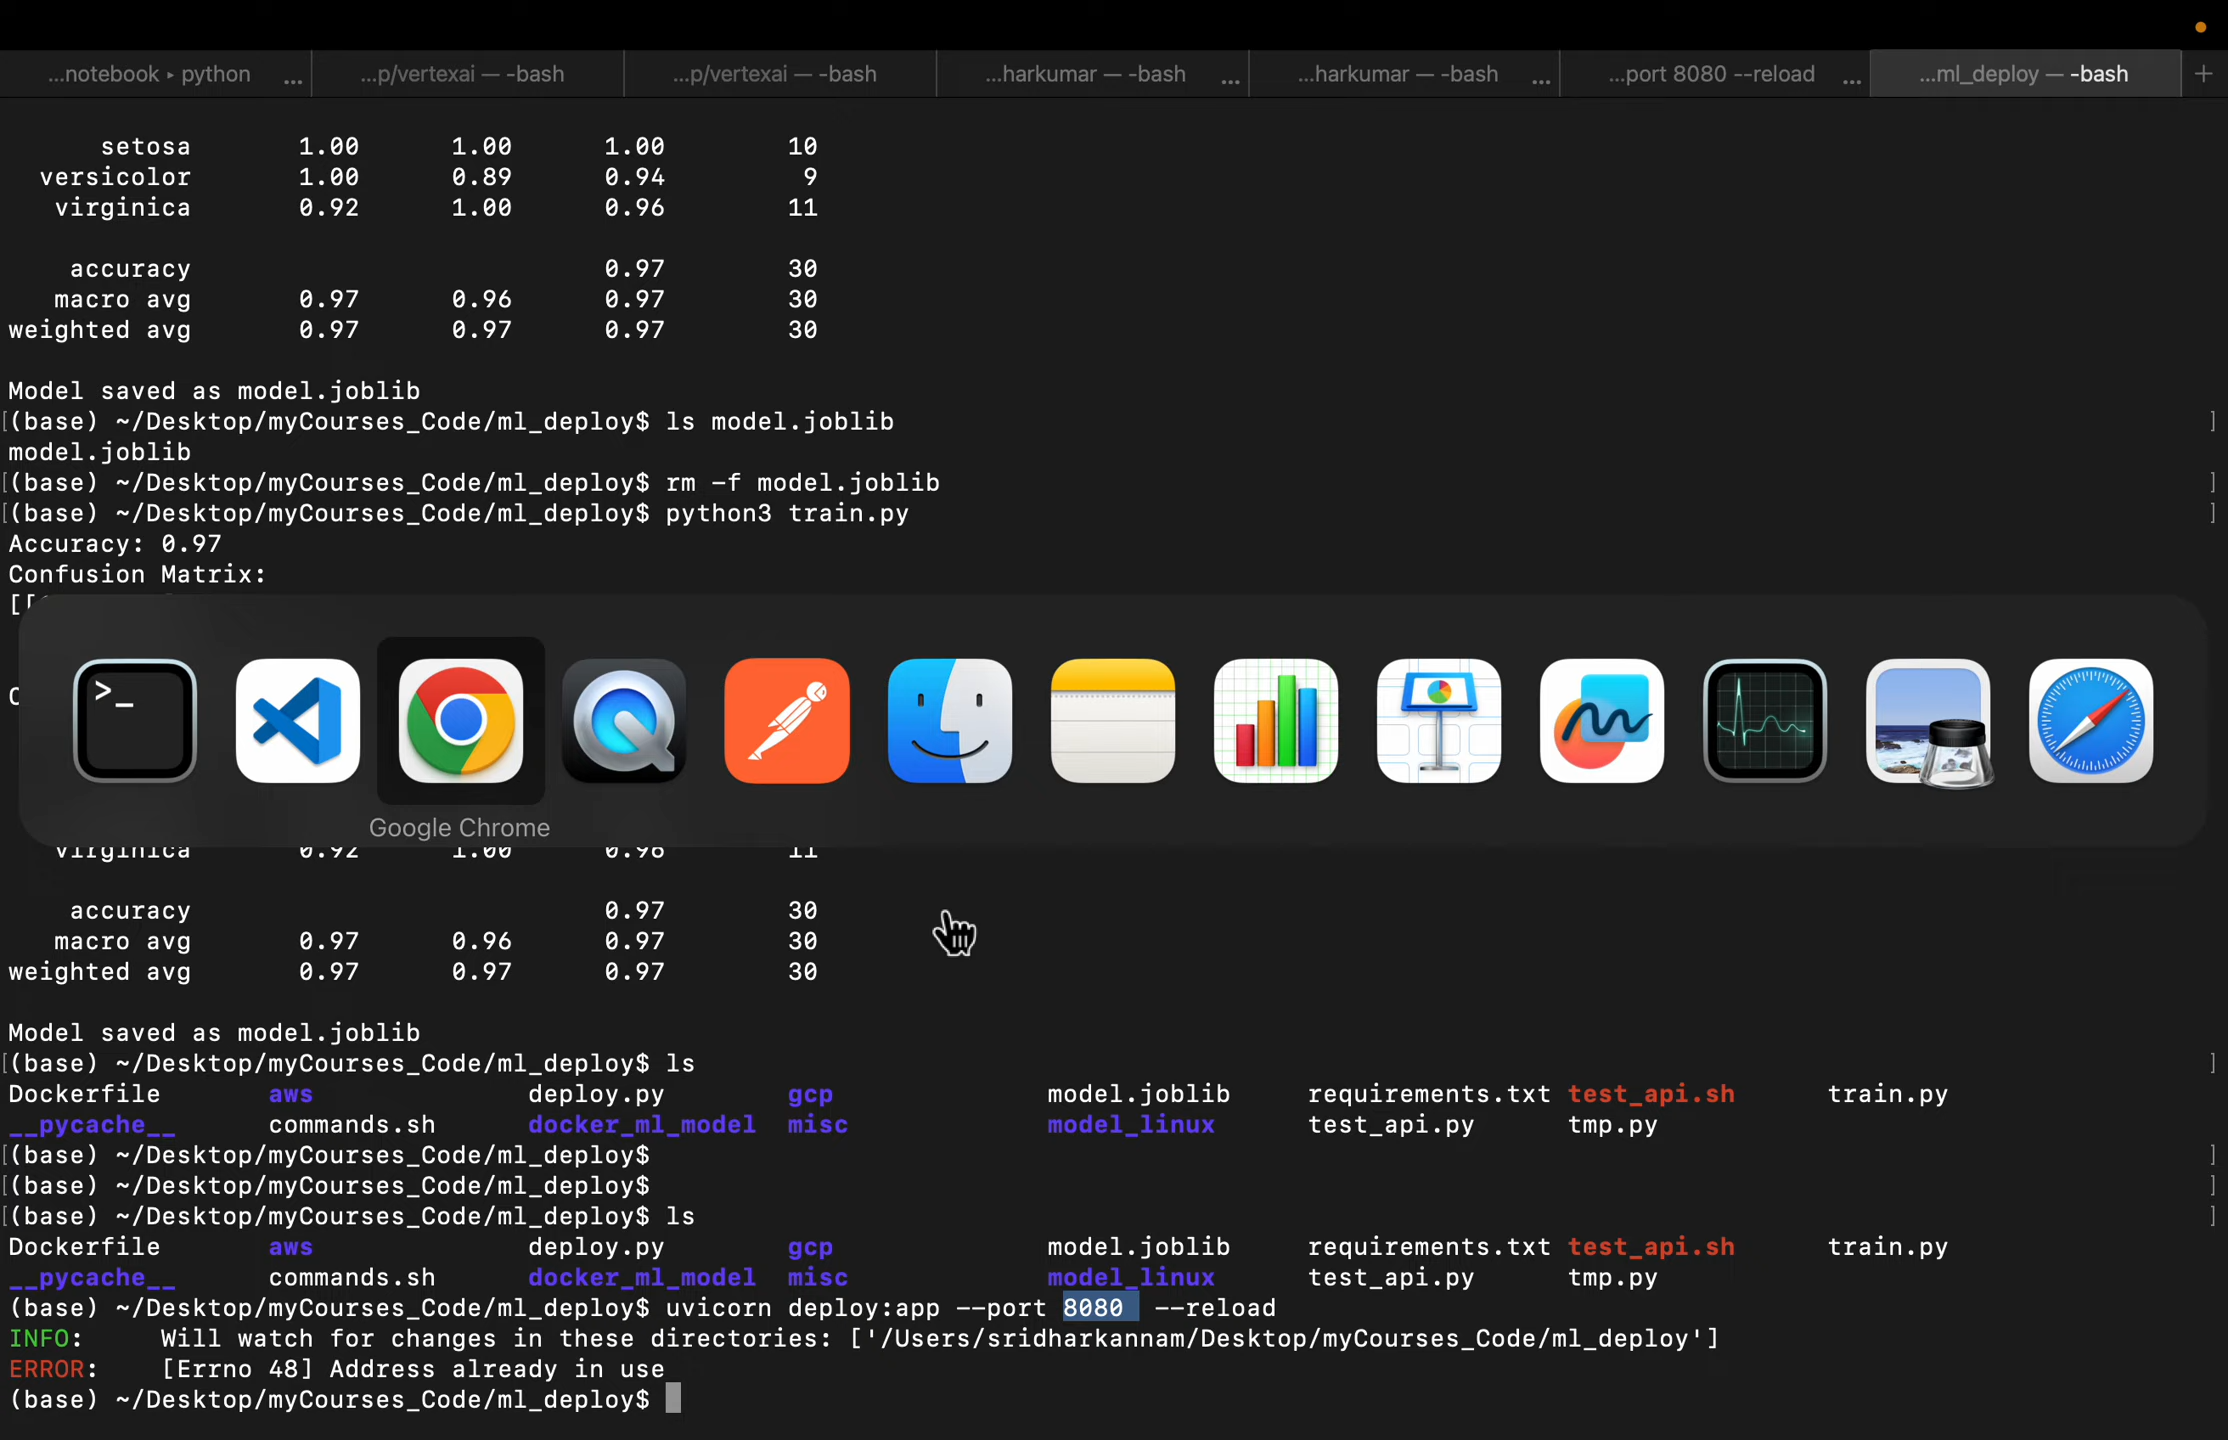 ...notebook ▸ python ... ...p/vertexai — -bash ...p/vertexai — -bash ...harkumar — -bash ... ...harkumar — -bash ... ...port 8080 --reload ... ...ml_deploy — -bash +
setosa 1.00 1.00 1.00 10
versicolor 1.00 0.89 0.94 9
virginica 0.92 1.00 0.96 11
accuracy 0.97 30
macro avg 0.97 0.96 0.97 30
weighted avg 0.97 0.97 0.97 30
Model saved as model.joblib
[(base) ~/Desktop/myCourses_Code/ml_deploy$ ls model.joblib ]
model.joblib
[(base) ~/Desktop/myCourses_Code/ml_deploy$ rm -f model.joblib ]
[(base) ~/Desktop/myCourses_Code/ml_deploy$ python3 train.py ]
Accuracy: 0.97
Confusion Matrix:
[[
C
>_
Google Chrome
virginica 0.92 1.00 0.96 11
accuracy 0.97 30
macro avg 0.97 0.96 0.97 30
weighted avg 0.97 0.97 0.97 30
Model saved as model.joblib
[(base) ~/Desktop/myCourses_Code/ml_deploy$ ls ]
Dockerfile aws deploy.py gcp model.joblib requirements.txt test_api.sh train.py
__pycache__ commands.sh docker_ml_model misc model_linux test_api.py tmp.py
[(base) ~/Desktop/myCourses_Code/ml_deploy$ ]
[(base) ~/Desktop/myCourses_Code/ml_deploy$ ]
[(base) ~/Desktop/myCourses_Code/ml_deploy$ ls ]
Dockerfile aws deploy.py gcp model.joblib requirements.txt test_api.sh train.py
__pycache__ commands.sh docker_ml_model misc model_linux test_api.py tmp.py
(base) ~/Desktop/myCourses_Code/ml_deploy$ uvicorn deploy:app --port 8080 --reload
INFO: Will watch for changes in these directories: ['/Users/sridharkannam/Desktop/myCourses_Code/ml_deploy']
ERROR: [Errno 48] Address already in use
(base) ~/Desktop/myCourses_Code/ml_deploy$